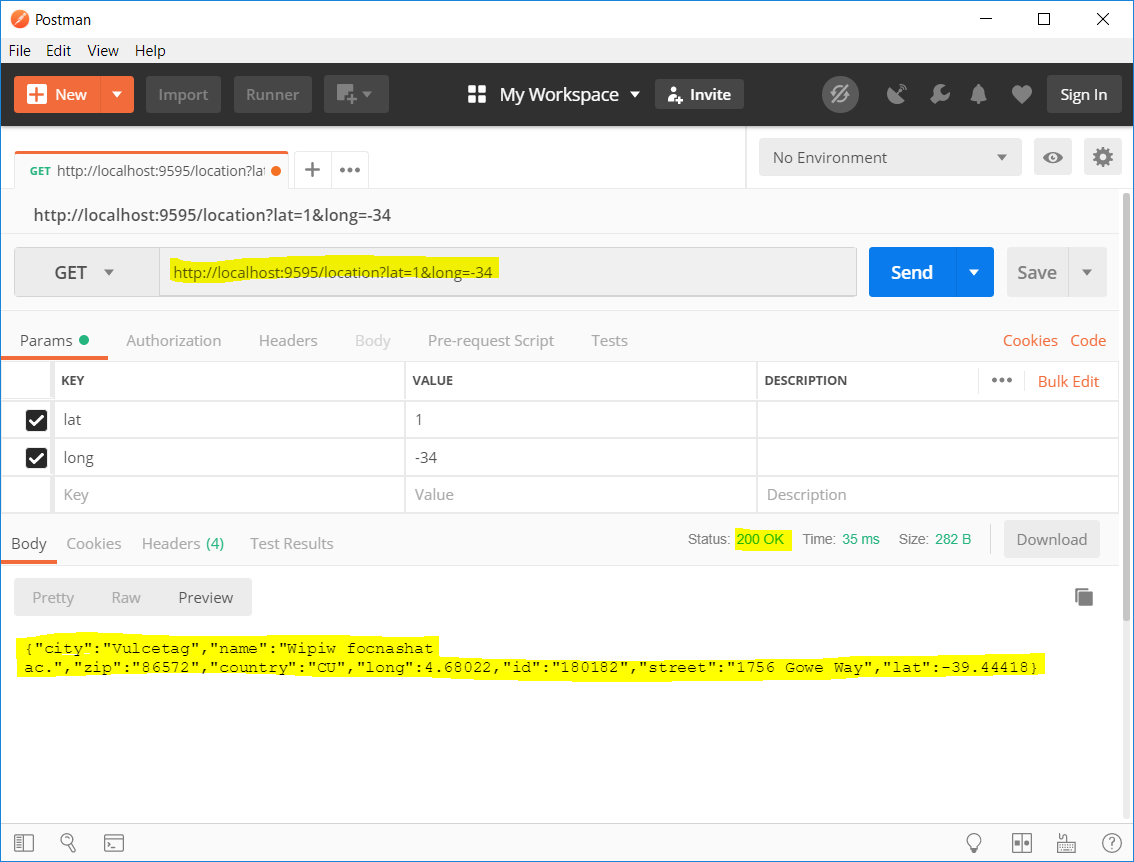 Postman
File Edit View Help
New Import Runner My Workspace Invite Sign In
GET http://localhost:9595/location?lat No Environment
http://localhost:9595/location?lat=1&long=-34
GET http://localhost:9595/location?lat=1&long=-34 Send Save
Params Authorization Headers Body Pre-request Script Tests Cookies Code
KEY VALUE DESCRIPTION Bulk Edit
lat 1
long -34
Key Value Description
Body Cookies Headers (4) Test Results Status: 200 OK Time: 35 ms Size: 282 B Download
Pretty Raw Preview
{"city":"Vulcetag","name":"Wipiw focnashat
ac.","zip":"86572","country":"CU","long":4.68022,"id":"180182","street":"1756 Gowe Way","lat":-39.44418}